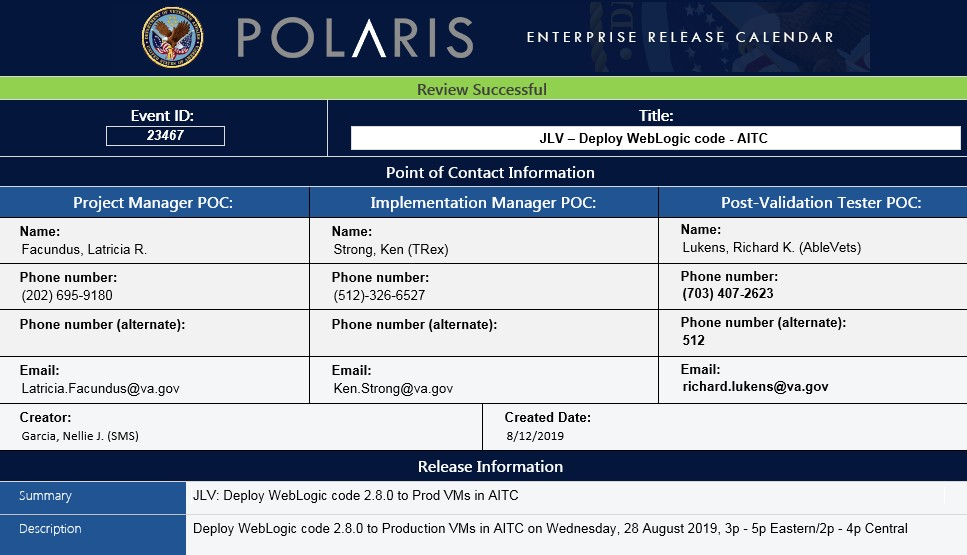 POLARIS
ENTERPRISE RELEASE CALENDAR
Review Successful
Event ID:
23467
Title:
JLV – Deploy WebLogic code - AITC
Point of Contact Information
Project Manager POC:
Implementation Manager POC:
Post-Validation Tester POC:
Name:
Facundus, Latricia R.
Name:
Strong, Ken (TRex)
Name:
Lukens, Richard K. (AbleVets)
Phone number:
(202) 695-9180
Phone number:
(512)-326-6527
Phone number:
(703) 407-2623
Phone number (alternate):
Phone number (alternate):
Phone number (alternate):
512
Email:
Latricia.Facundus@va.gov
Email:
Ken.Strong@va.gov
Email:
richard.lukens@va.gov
Creator:
Garcia, Nellie J. (SMS)
Created Date:
8/12/2019
Release Information
Summary
JLV: Deploy WebLogic code 2.8.0 to Prod VMs in AITC
Description
Deploy WebLogic code 2.8.0 to Production VMs in AITC on Wednesday, 28 August 2019, 3p - 5p Eastern/2p - 4p Central